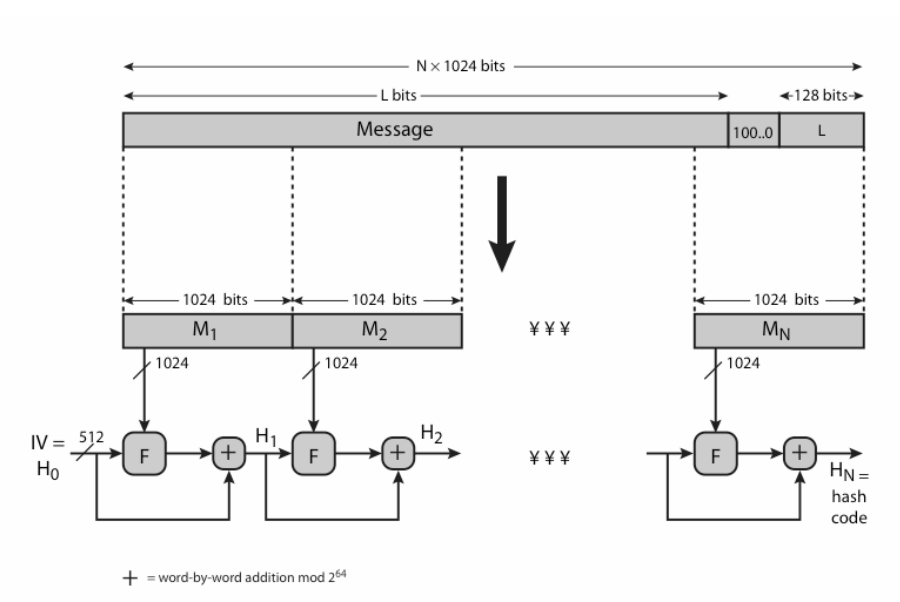 N × 1024 bits
L bits
128 bits
Message
100..0
L
1024 bits
1024 bits
1024 bits
M1
M2
¥ ¥ ¥
MN
1024
1024
1024
IV =
H0
512
F
+
H1
F
+
H2
¥ ¥ ¥
F
+
HN =
hash
code
+ = word-by-word addition mod 2^64